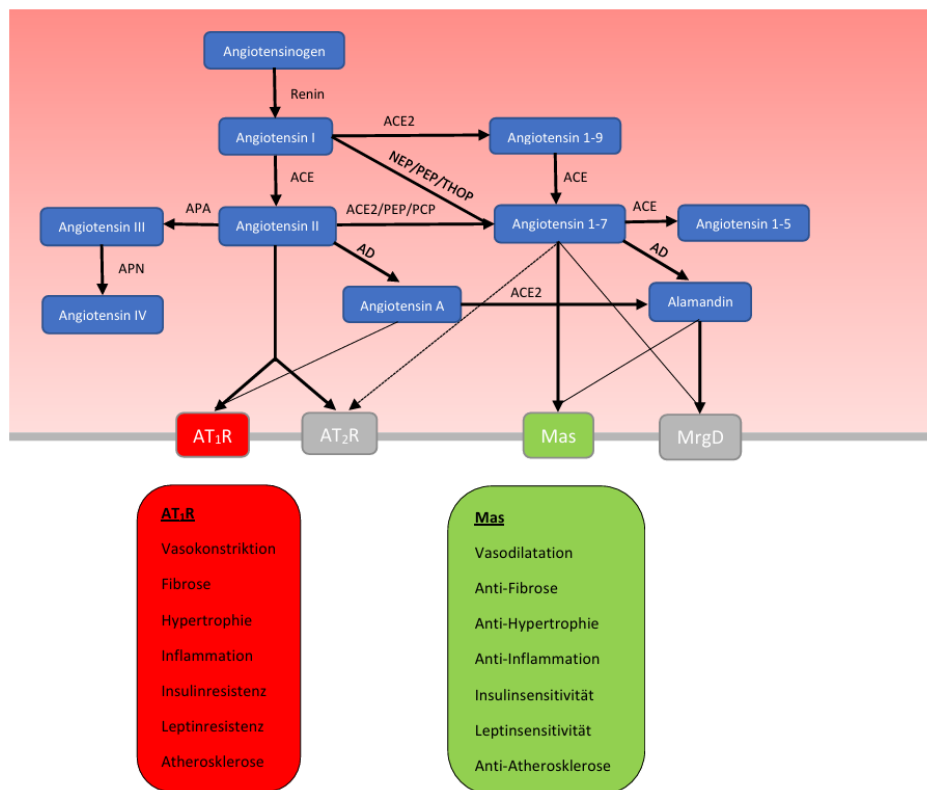 Angiotensinogen
Renin
Angiotensin I
ACE2
Angiotensin 1-9
NEP/PEP/THOP
ACE
ACE
Angiotensin III
APA
Angiotensin II
ACE2/PEP/PCP
Angiotensin 1-7
ACE
Angiotensin 1-5
AD
AD
APN
Angiotensin IV
Angiotensin A
ACE2
Alamandin
AT₁R
AT₂R
Mas
MrgD
AT₁R
Vasokonstriktion
Fibrose
Hypertrophie
Inflammation
Insulinresistenz
Leptinresistenz
Atherosklerose
Mas
Vasodilatation
Anti-Fibrose
Anti-Hypertrophie
Anti-Inflammation
Insulinsensitivität
Leptinsensitivität
Anti-Atherosklerose